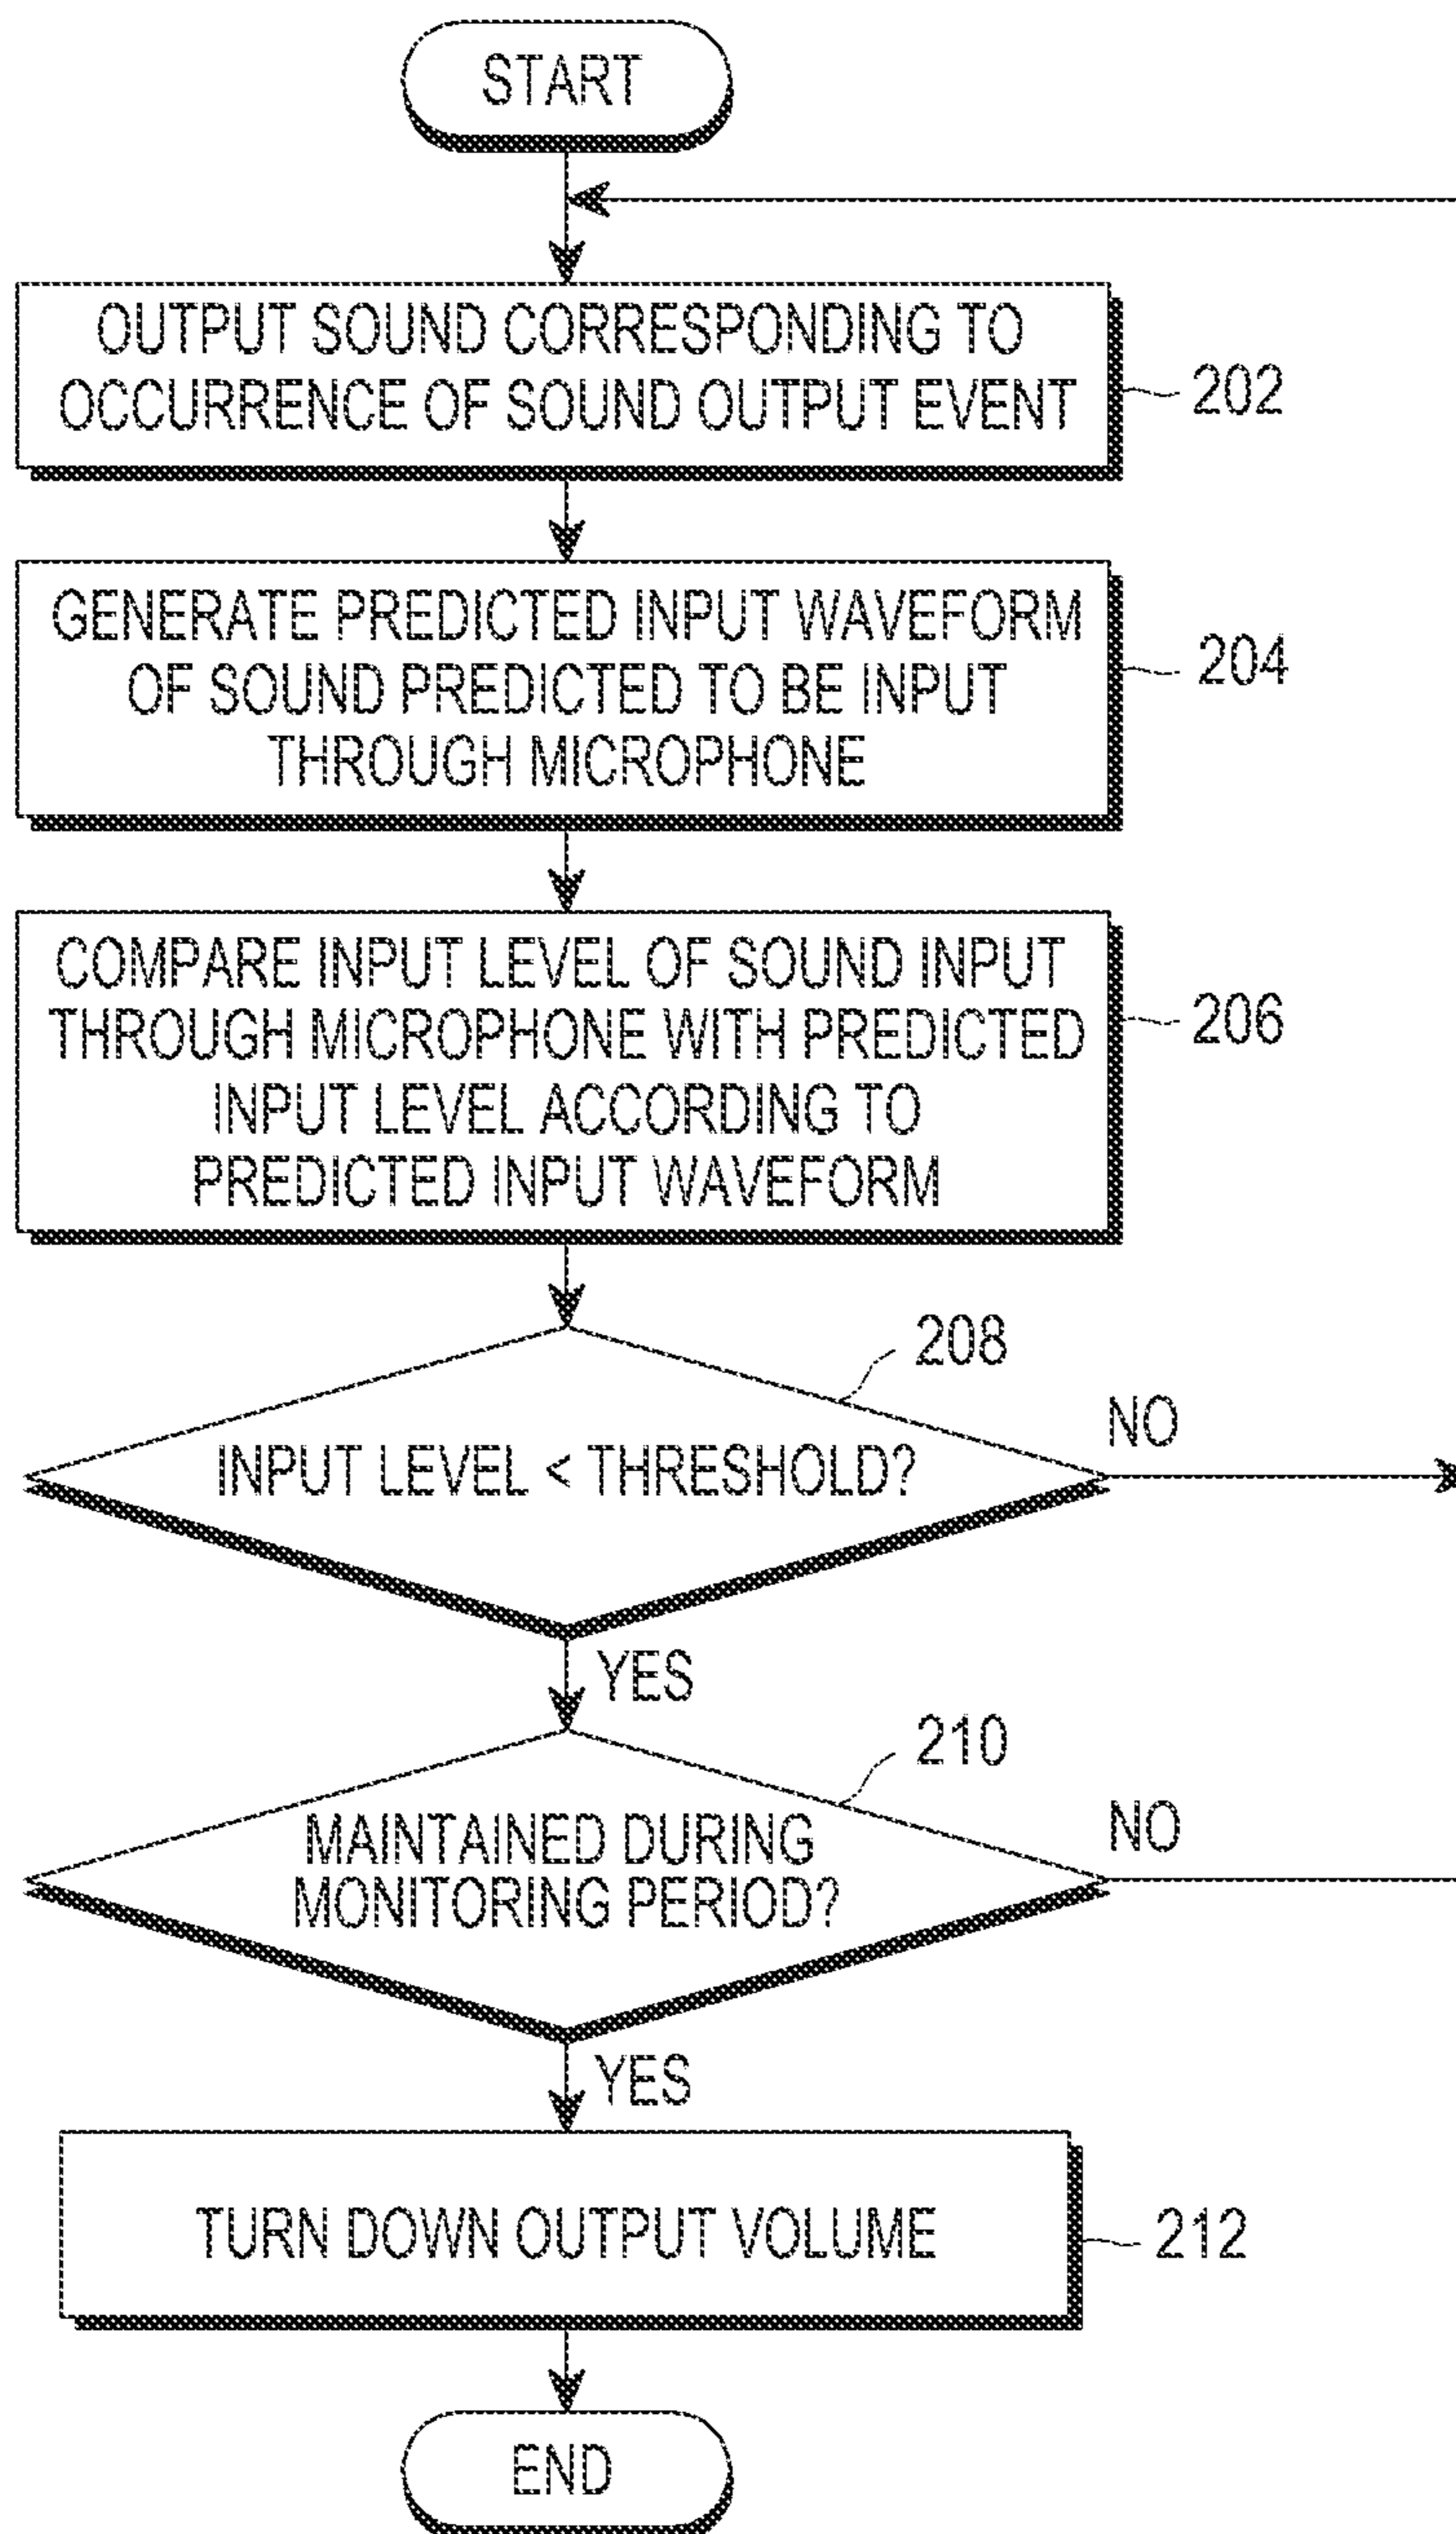 START
OUTPUT SOUND CORRESPONDING TO
OCCURRENCE OF SOUND OUTPUT EVENT
202
GENERATE PREDICTED INPUT WAVEFORM
OF SOUND PREDICTED TO BE INPUT
THROUGH MICROPHONE
204
COMPARE INPUT LEVEL OF SOUND INPUT
THROUGH MICROPHONE WITH PREDICTED
INPUT LEVEL ACCORDING TO
PREDICTED INPUT WAVEFORM
206
208
INPUT LEVEL < THRESHOLD?
NO
YES
210
MAINTAINED DURING
MONITORING PERIOD?
NO
YES
TURN DOWN OUTPUT VOLUME
212
END